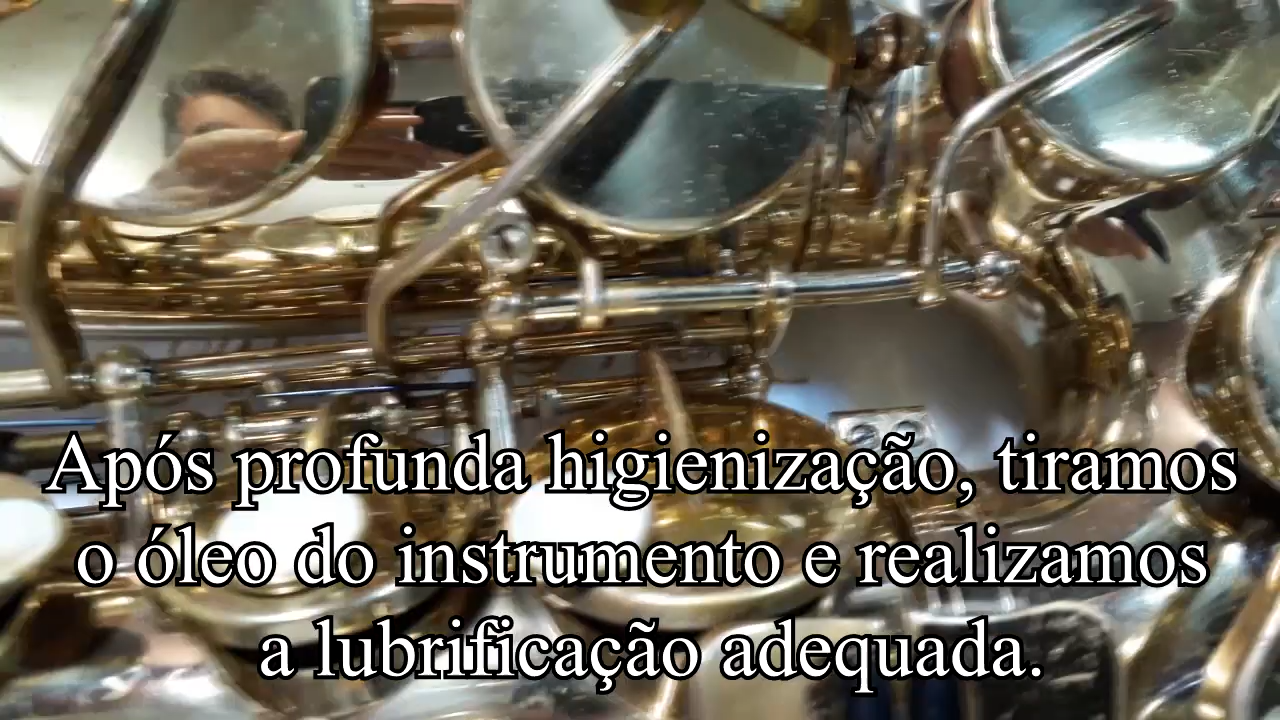 Após profunda higienização, tiramos
o óleo do instrumento e realizamos
a lubrificação adequada.